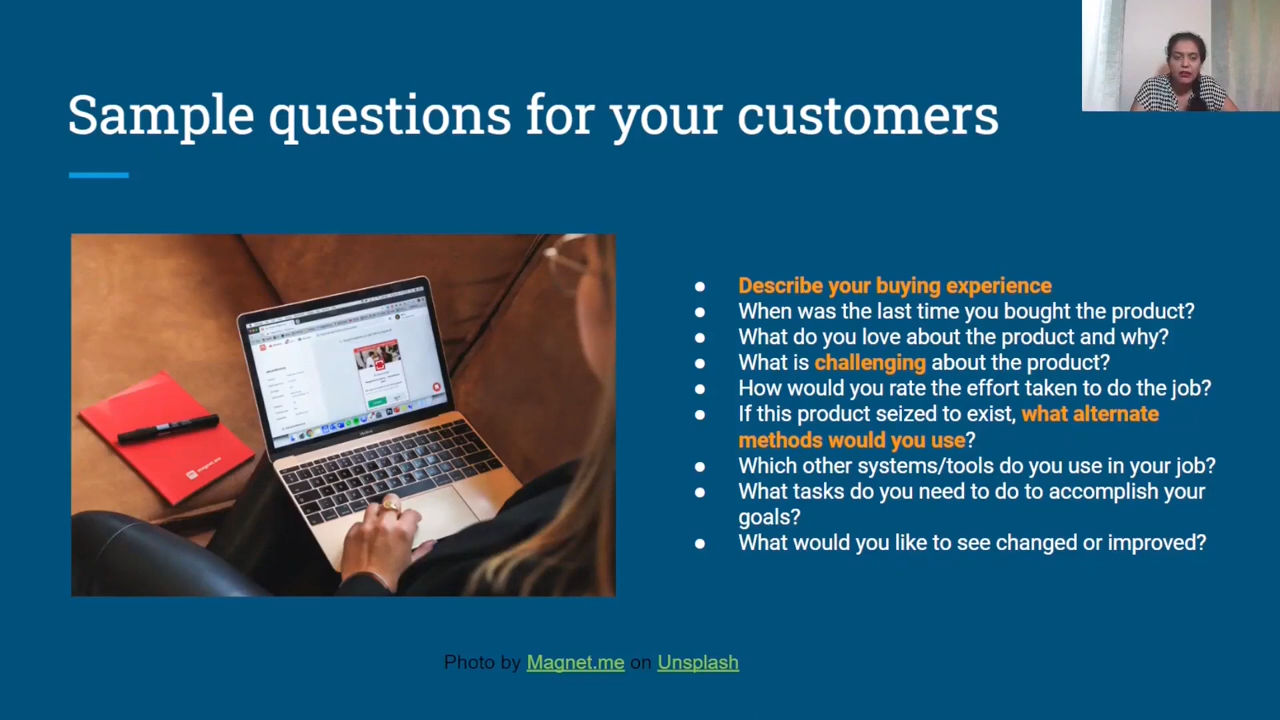 Sample questions for your customers
● Describe your buying experience
● When was the last time you bought the product?
● What do you love about the product and why?
● What is challenging about the product?
● How would you rate the effort taken to do the job?
● If this product seized to exist, what alternate
methods would you use?
● Which other systems/tools do you use in your job?
● What tasks do you need to do to accomplish your
goals?
● What would you like to see changed or improved?
magnet.me
Photo by Magnet.me on Unsplash